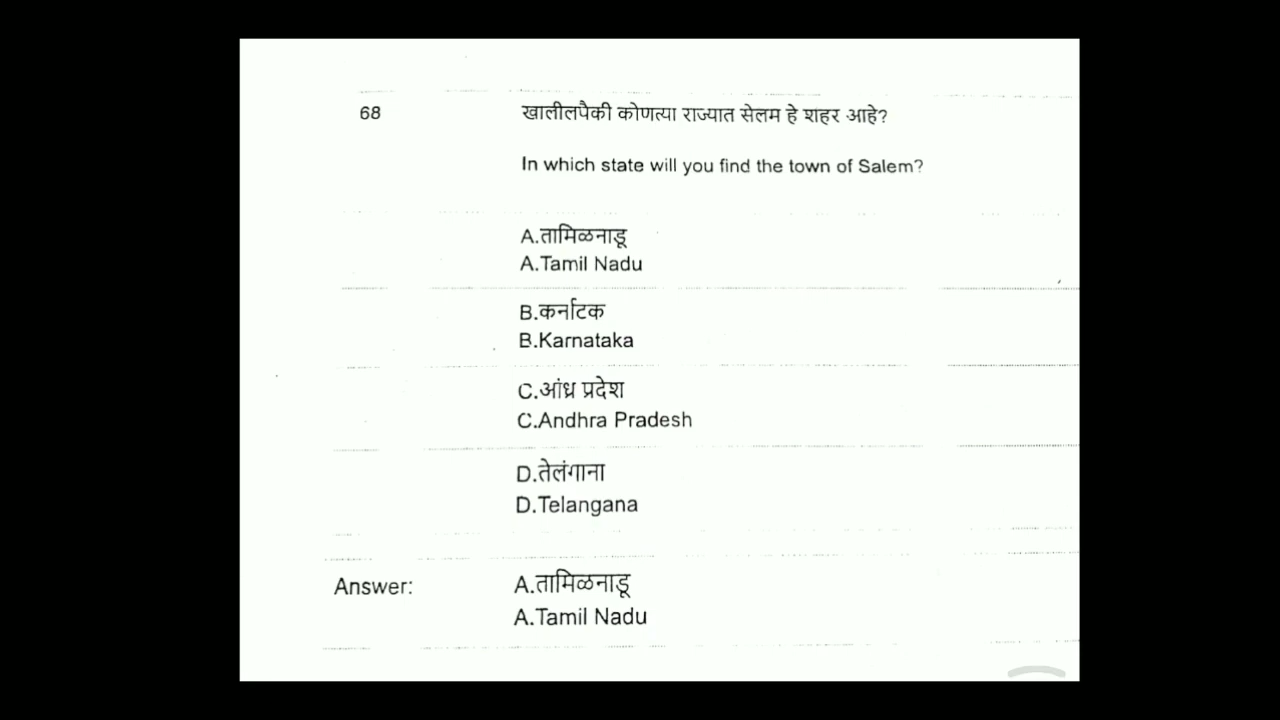 68 खालीलपैकी कोणत्या राज्यात सेलम हे शहर आहे?
In which state will you find the town of Salem?
A.तामिळनाडू
A.Tamil Nadu
B.कर्नाटक
B.Karnataka
C.आंध्र प्रदेश
C.Andhra Pradesh
D.तेलंगाना
D.Telangana
Answer: A.तामिळनाडू
A.Tamil Nadu